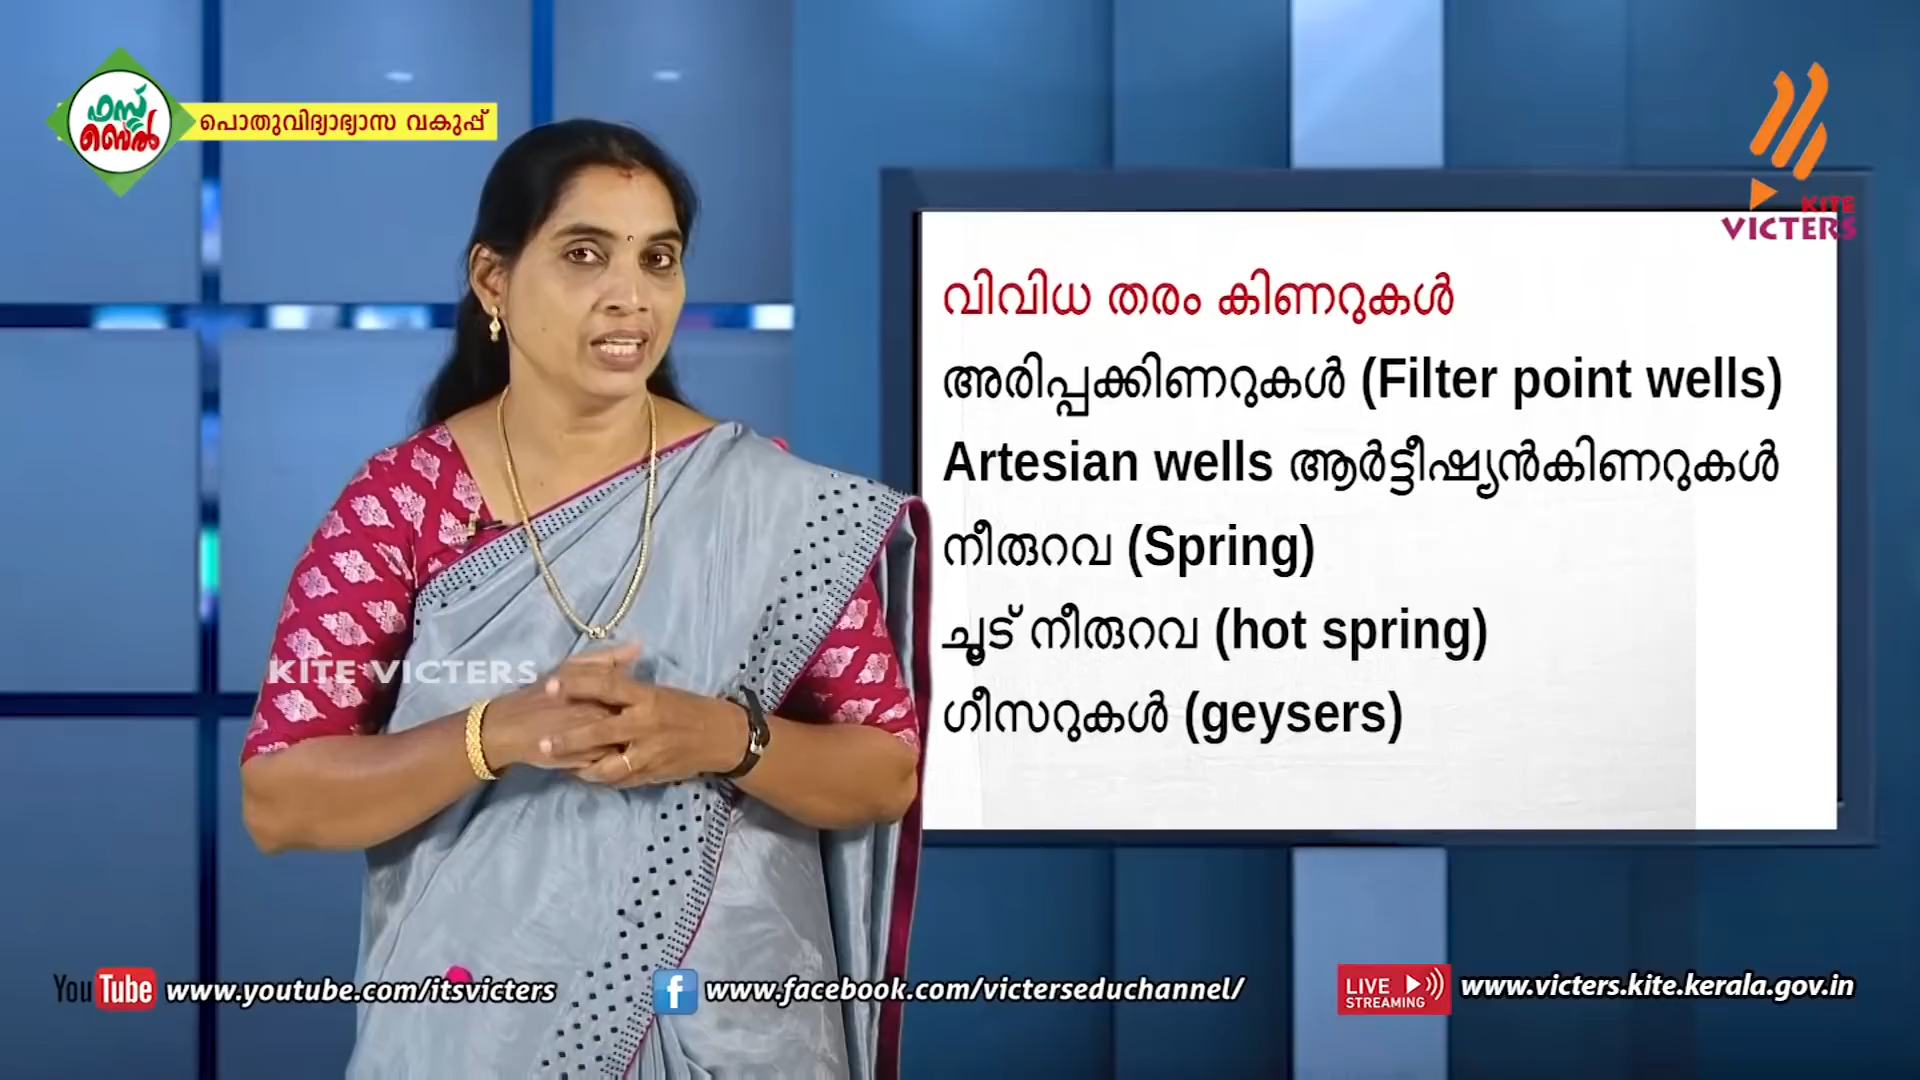 ഫസ്റ്റ്
ബെൽ
പൊതുവിദ്യാഭ്യാസ വകുപ്പ്
KITE
VICTERS
വിവിധ തരം കിണറുകൾ
അരിപ്പക്കിണറുകൾ (Filter point wells)
Artesian wells ആർട്ടീഷ്യൻകിണറുകൾ
നീരുറവ (Spring)
ചൂട് നീരുറവ (hot spring)
ഗീസറുകൾ (geysers)
KITE VICTERS
YouTube www.youtube.com/itsvicters
f www.facebook.com/victerseduchannel/
LIVE
STREAMING
www.victers.kite.kerala.gov.in